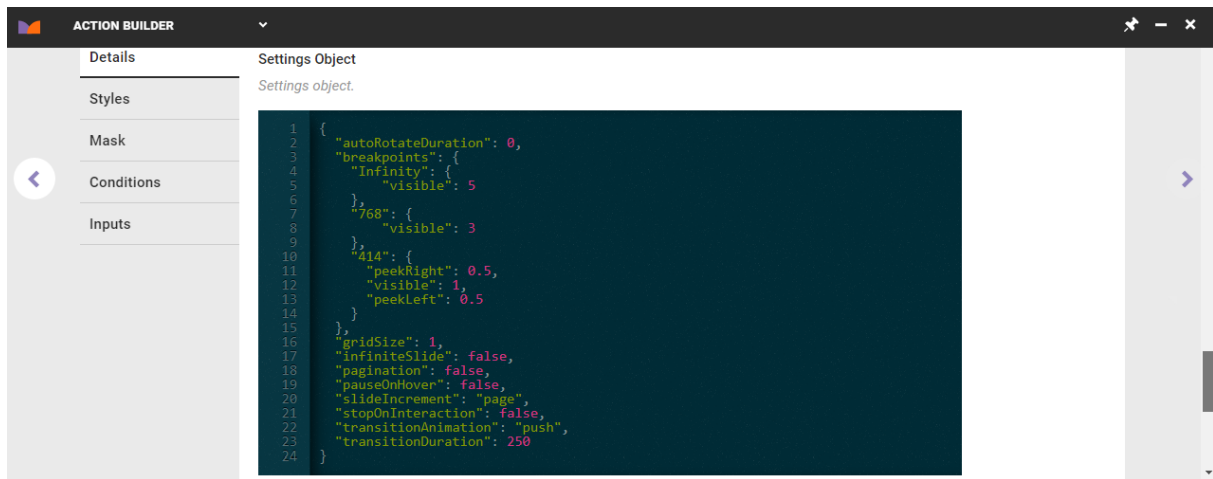 ACTION BUILDER
Details
Styles
Mask
Conditions
Inputs
Settings Object
Settings object.
1 {
2 "autoRotateDuration": 0,
3 "breakpoints": {
4 "Infinity": {
5 "visible": 5
6 },
7 "768": {
8 "visible": 3
9 },
10 "414": {
11 "peekRight": 0.5,
12 "visible": 1,
13 "peekLeft": 0.5
14 }
15 },
16 "gridSize": 1,
17 "infiniteSlide": false,
18 "pagination": false,
19 "pauseOnHover": false,
20 "slideIncrement": "page",
21 "stopOnInteraction": false,
22 "transitionAnimation": "push",
23 "transitionDuration": 250
24 }